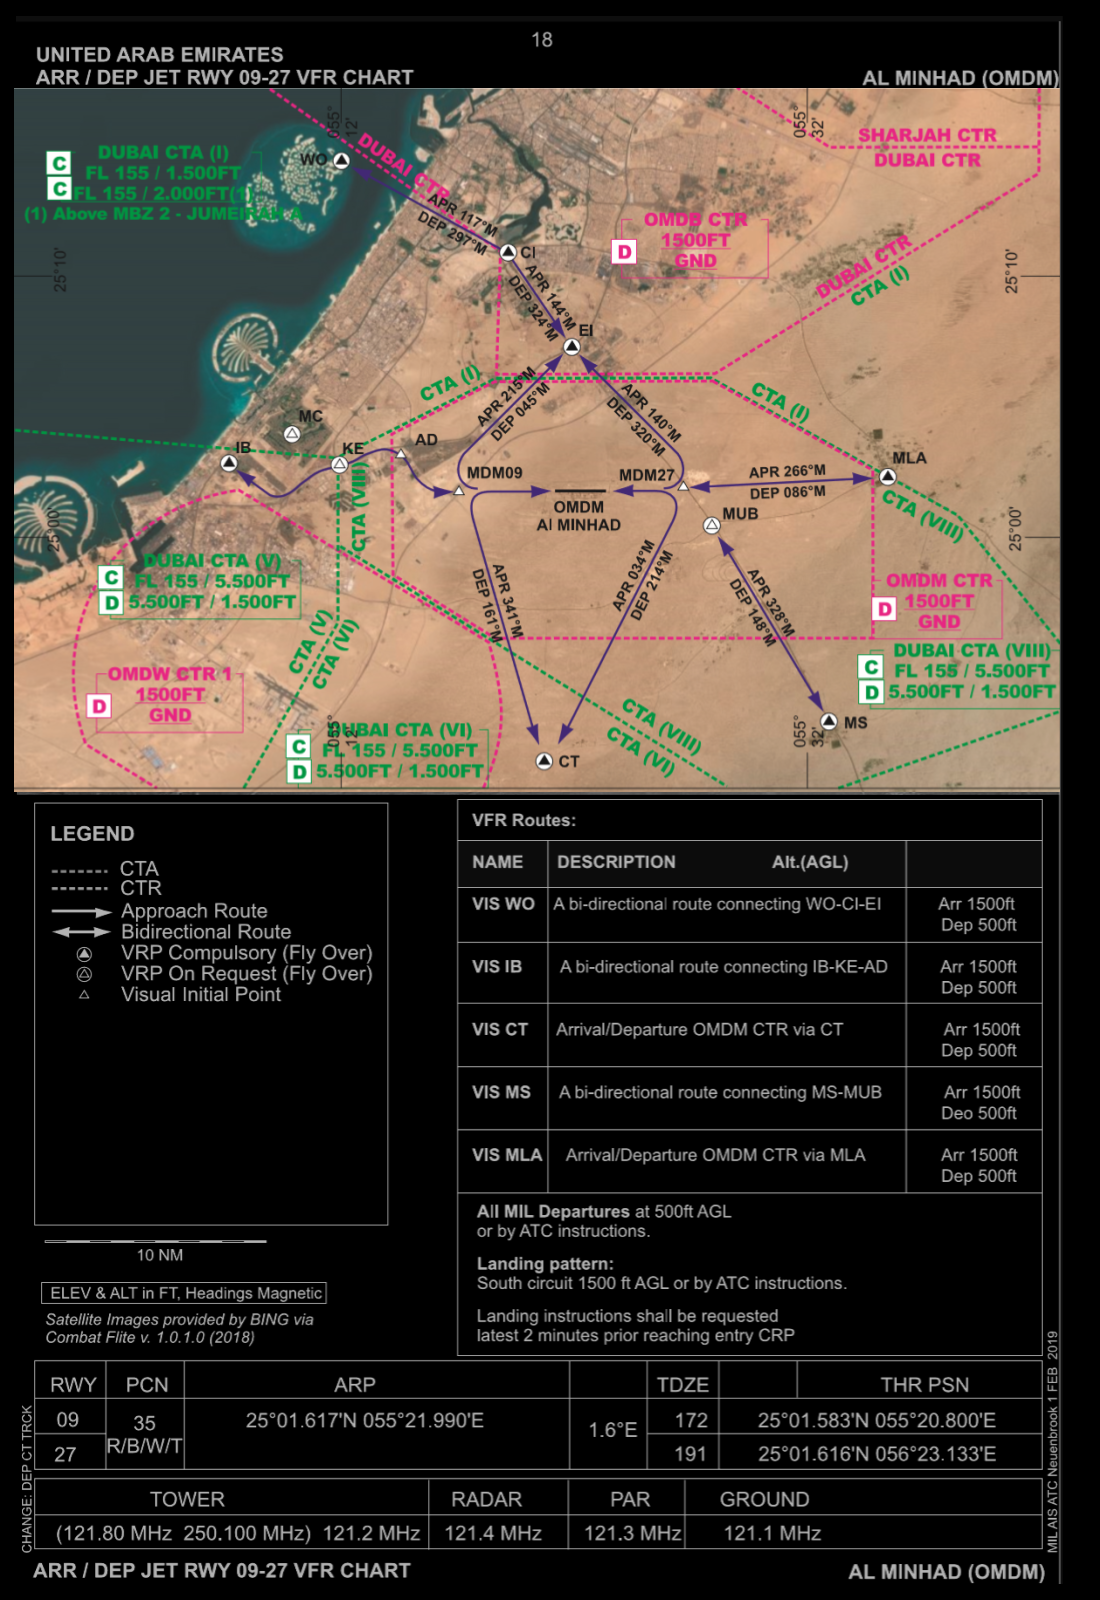 18
UNITED ARAB EMIRATES
ARR / DEP JET RWY 09-27 VFR CHART
AL MINHAD (OMDM)
055° 12'
055° 32'
SHARJAH CTR
DUBAI CTR
DUBAI CTR
C
C
DUBAI CTA (I)
FL 155 / 1.500FT
FL 155 / 2.000FT(1)
(1) Above MBZ 2 - JUMEIRAH A
WO
APR 117°M
DEP 297°M
CI
OMDB CTR
D
1500FT
GND
25°10'
25°10'
DUBAI CTR
CTA (I)
APR 144°M
DEP 324°M
EI
CTA (I)
CTA (I)
APR 215°M
DEP 045°M
APR 140°M
DEP 320°M
MC
IB
KE
AD
MDM09
MDM27
APR 266°M
DEP 086°M
MLA
CTA (VIII)
CTA (VIII)
OMDM
Al MINHAD
MUB
25°00'
25°00'
DUBAI CTA (V)
C
FL 155 / 5.500FT
D
5.500FT / 1.500FT
APR 341°M
DEP 161°M
APR 034°M
DEP 214°M
APR 328°M
DEP 148°M
OMDM CTR
D
1500FT
GND
CTA (V)
CTA (VI)
DUBAI CTA (VIII)
C
FL 155 / 5.500FT
D
5.500FT / 1.500FT
OMDW CTR 1
1500FT
D
GND
CTA (VIII)
CTA (VI)
MS
055° 12'
055° 32'
UBAI CTA (VI)
C
FL 155 / 5.500FT
D
5.500FT / 1.500FT
CT
LEGEND
CTA
CTR
Approach Route
Bidirectional Route
VRP Compulsory (Fly Over)
VRP On Request (Fly Over)
Visual Initial Point
10 NM
ELEV & ALT in FT, Headings Magnetic
Satellite Images provided by BING via
Combat Flite v. 1.0.1.0 (2018)
VFR Routes:
NAME DESCRIPTION Alt.(AGL)
VIS WO A bi-directional route connecting WO-CI-EI Arr 1500ft
Dep 500ft
VIS IB A bi-directional route connecting IB-KE-AD Arr 1500ft
Dep 500ft
VIS CT Arrival/Departure OMDM CTR via CT Arr 1500ft
Dep 500ft
VIS MS A bi-directional route connecting MS-MUB Arr 1500ft
Deo 500ft
VIS MLA Arrival/Departure OMDM CTR via MLA Arr 1500ft
Dep 500ft
All MIL Departures at 500ft AGL
or by ATC instructions.
Landing pattern:
South circuit 1500 ft AGL or by ATC instructions.
Landing instructions shall be requested
latest 2 minutes prior reaching entry CRP
RWY PCN ARP TDZE THR PSN
09 35 25°01.617'N 055°21.990'E 1.6°E 172 25°01.583'N 055°20.800'E
27 R/B/W/T 191 25°01.616'N 056°23.133'E
TOWER RADAR PAR GROUND
(121.80 MHz 250.100 MHz) 121.2 MHz 121.4 MHz 121.3 MHz 121.1 MHz
CHANGE: DEP CT TRCK
MIL AIS ATC Neuenbrook 1 FEB 2019
ARR / DEP JET RWY 09-27 VFR CHART
AL MINHAD (OMDM)